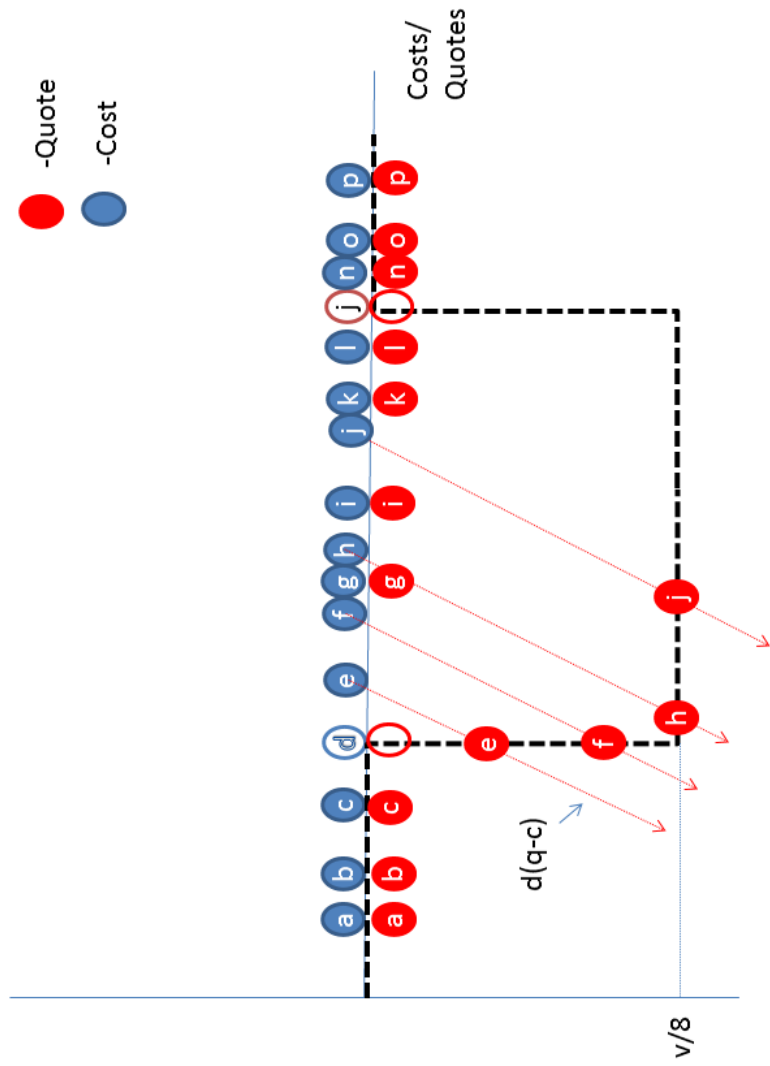 -Quote
-Cost
a b c d e f g h i j k l j n o p
a b c g i k l n o p
Costs/
Quotes
e
d(q-c)
f
v/8 h j